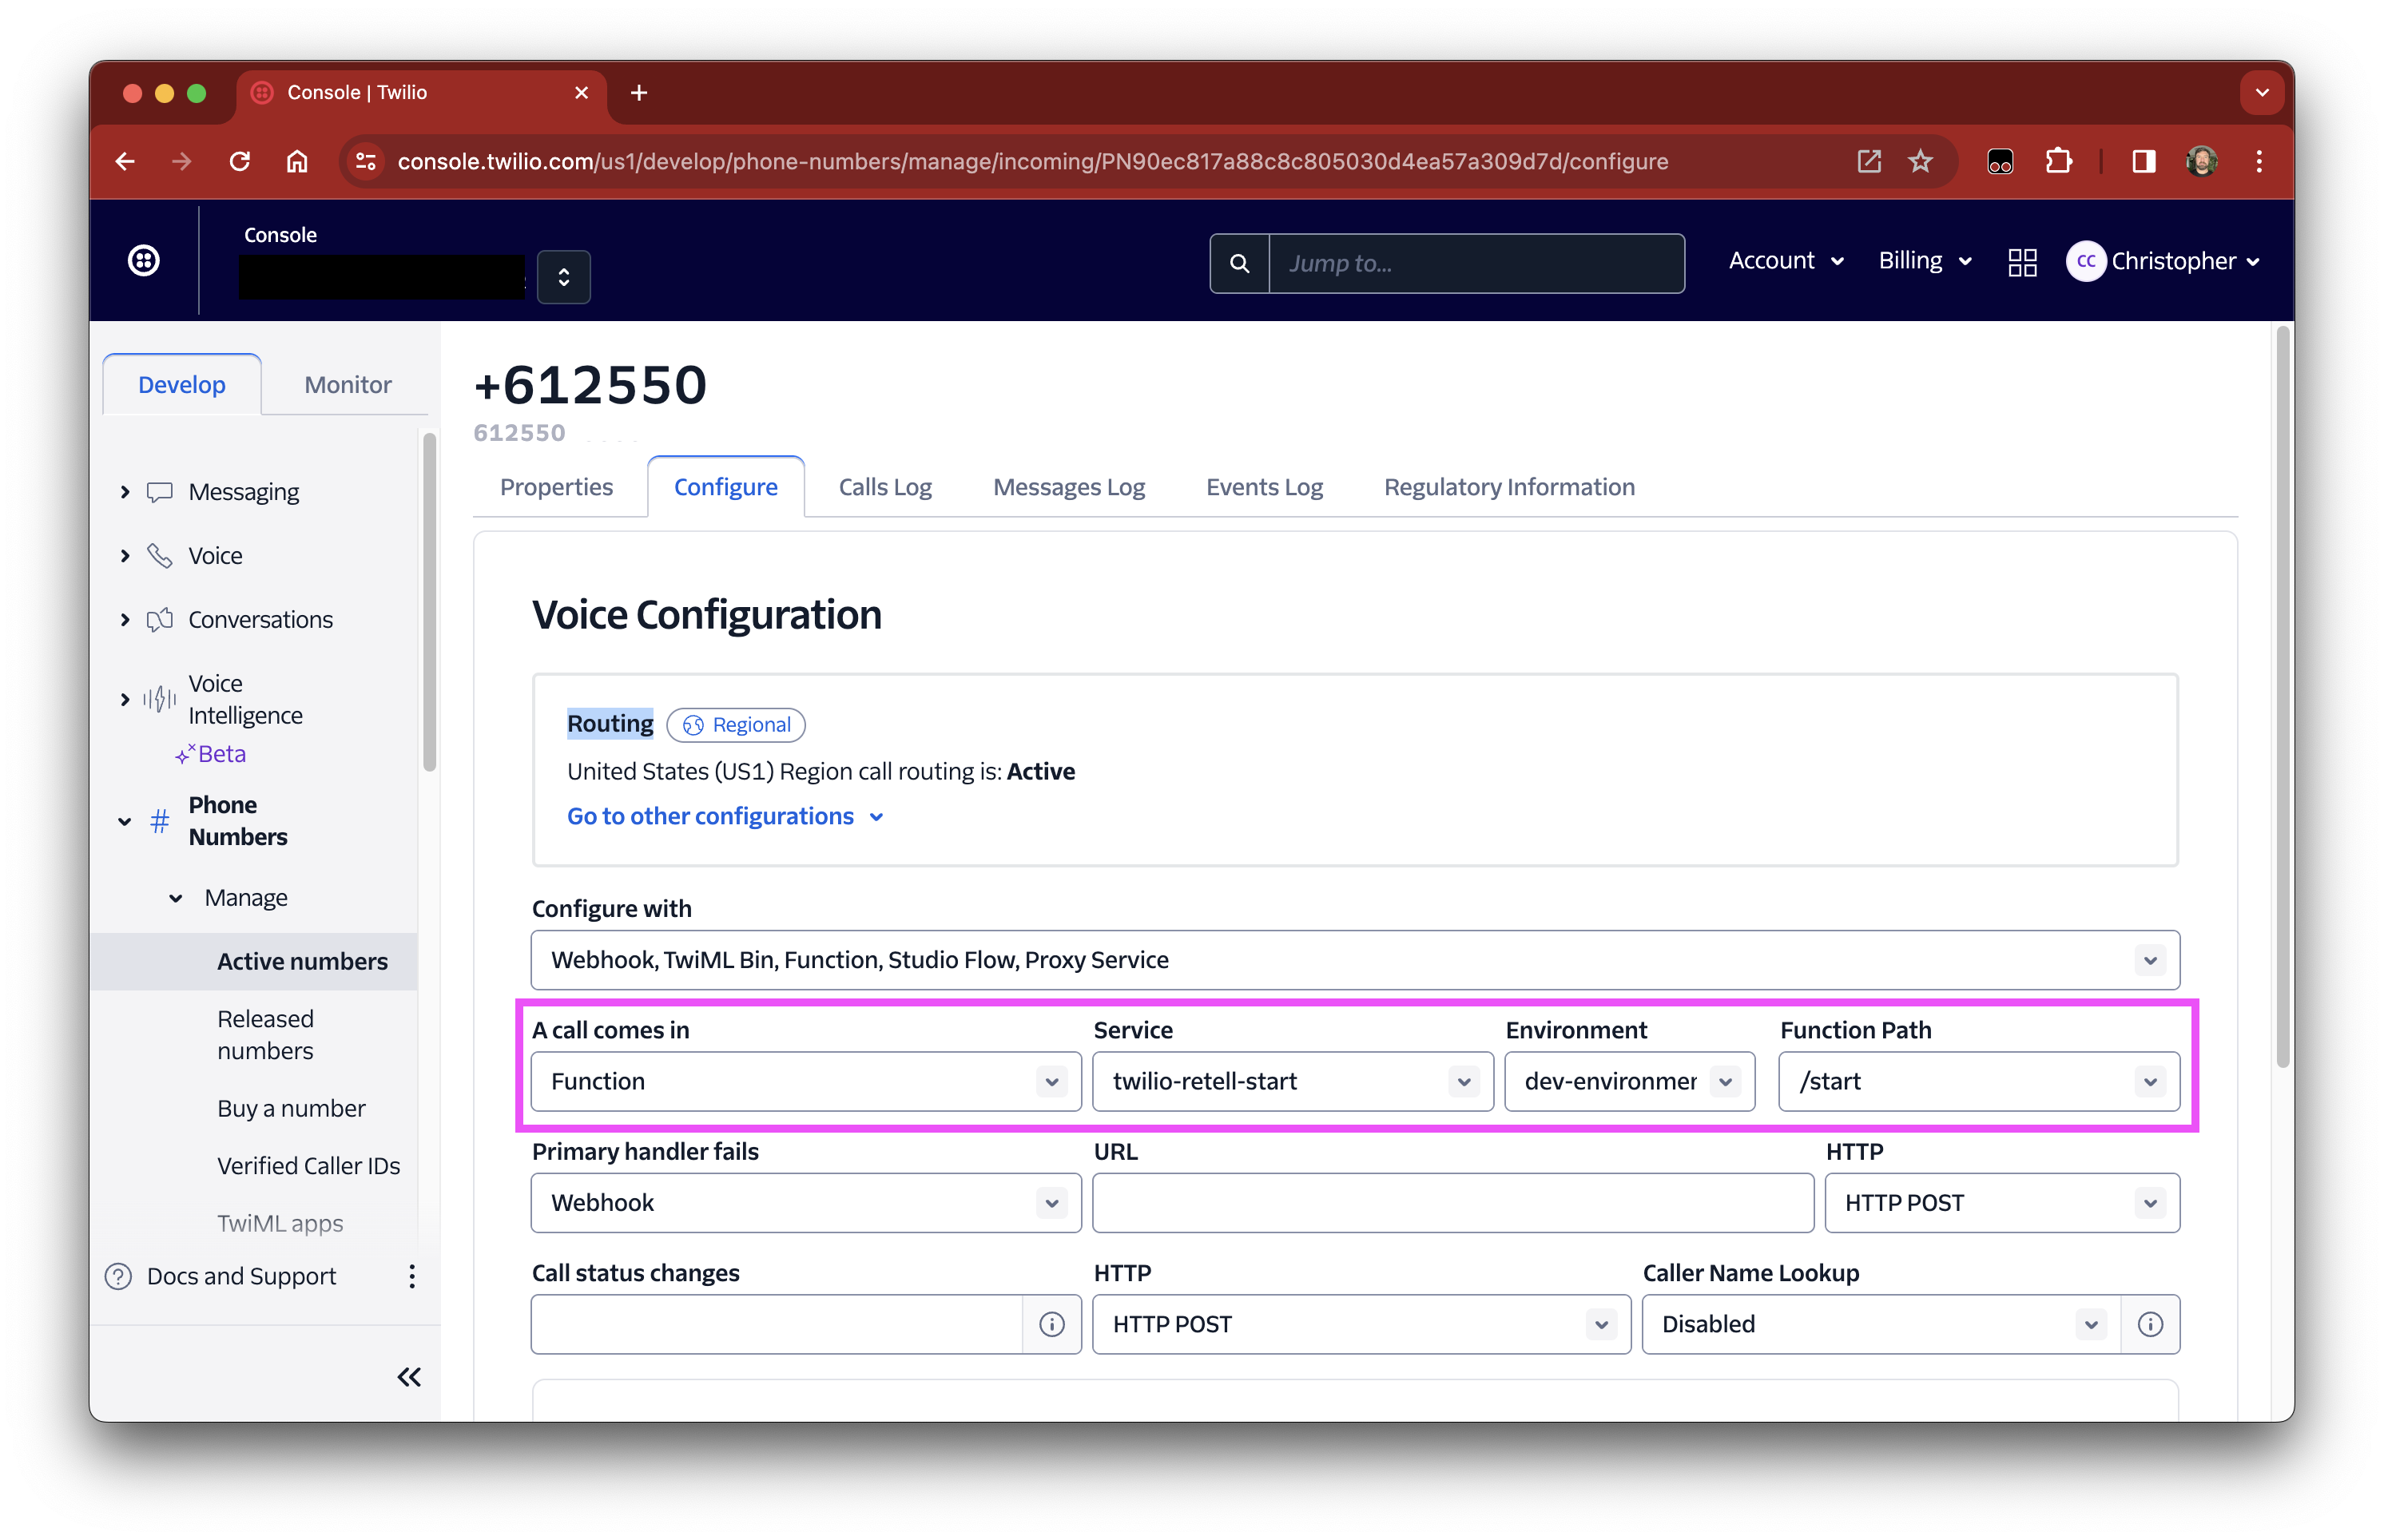 Console | Twilio
console.twilio.com/us1/develop/phone-numbers/manage/incoming/PN90ec817a88c8c805030d4ea57a309d7d/configure
Console
Jump to...
Account
Billing
CC
Christopher
Develop
Monitor
Messaging
Voice
Conversations
Voice
Intelligence
Beta
Phone
Numbers
Manage
Active numbers
Released
numbers
Buy a number
Verified Caller IDs
TwiML apps
Docs and Support
+612550
612550
Properties
Configure
Calls Log
Messages Log
Events Log
Regulatory Information
Voice Configuration
Routing
Regional
United States (US1) Region call routing is: Active
Go to other configurations
Configure with
Webhook, TwiML Bin, Function, Studio Flow, Proxy Service
A call comes in
Service
Environment
Function Path
Function
twilio-retell-start
dev-environmer
/start
Primary handler fails
URL
HTTP
Webhook
HTTP POST
Call status changes
HTTP
Caller Name Lookup
HTTP POST
Disabled